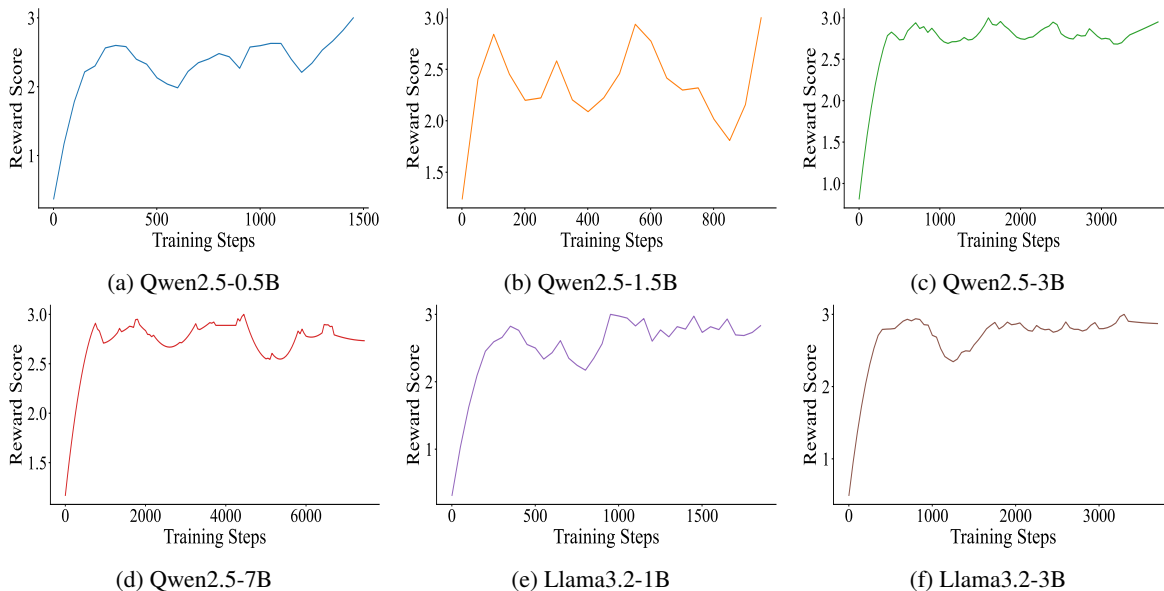 Reward Score
3
2
1
0
500
1000
1500
Training Steps
(a) Qwen2.5-0.5B
Reward Score
3.0
2.5
2.0
1.5
0
200
400
600
800
Training Steps
(b) Qwen2.5-1.5B
Reward Score
3.0
2.5
2.0
1.5
1.0
0
1000
2000
3000
Training Steps
(c) Qwen2.5-3B
Reward Score
3.0
2.5
2.0
1.5
0
2000
4000
6000
Training Steps
(d) Qwen2.5-7B
Reward Score
3
2
1
0
500
1000
1500
Training Steps
(e) Llama3.2-1B
Reward Score
3
2
1
0
1000
2000
3000
Training Steps
(f) Llama3.2-3B